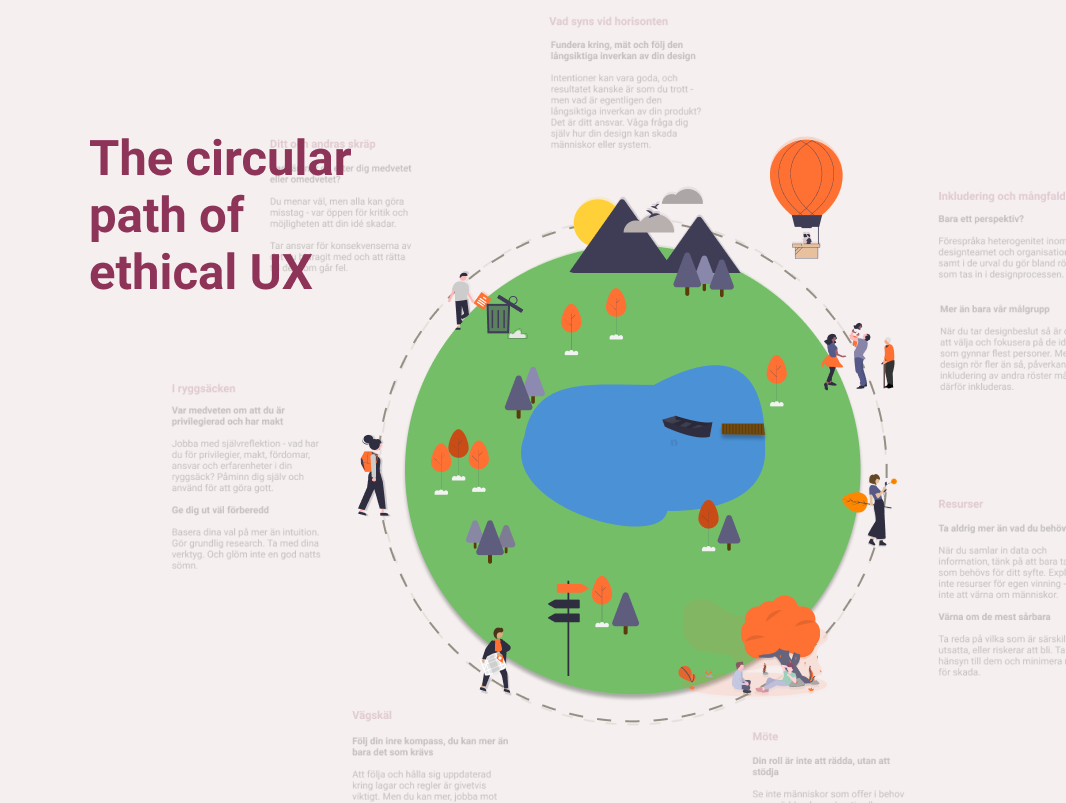 The circular
path of
ethical UX
Vad syns vid horisonten
Fundera kring, mät och följ den
långsiktiga inverkan av din design
Intentioner kan vara goda, och
resultatet kanske är som du trott -
men vad är egentligen den
långsiktiga inverkan av din produkt?
Det är ditt ansvar. Våga fråga dig
själv hur din design kan skada
människor eller system.
Ditt och andras skräp
dig medvetet
eller omedvetet?
Du menar väl, men alla kan göra
misstag - var öppen för kritik och
möjligheten att din idé skadar.
Tar ansvar för konsekvenserna av
med och att rätta
går fel.
Inkludering och mångfald
Bara ett perspektiv?
Förespråka heterogenitet inom
designteamet och
samt i de urval du gör bland
som tas in i designprocessen.
Mer än bara vår målgrupp
När du tar designbeslut så är
att välja och fokusera på de
som gynnar flest personer.
design rör fler än så,
inkludering av andra röster
därför inkluderas.
I ryggsäcken
Var medveten om att du är
privilegierad och har makt
Jobba med självreflektion - vad har
du för privilegier, makt, fördomar,
ansvar och erfarenheter i din
ryggsäck? Påminn dig själv och
använd för att göra gott.
Ge dig ut väl förberedd
Basera dina val på mer än intuition.
Gör grundlig research. Ta med dina
verktyg. Och glöm inte en god natts
sömn.
Resurser
Ta aldrig mer än vad du
När du samlar in data och
information, tänk på att bara
som behövs för ditt syfte.
inte resurser för egen vinning -
inte att värna om människor.
Värna om de mest sårbara
Ta reda på vilka som är
utsatta, eller riskerar att bli. Ta
hänsyn till dem och minimera
för skada.
Vägskäl
Följ din inre kompass, du kan mer än
bara det som krävs
Att följa och hålla sig uppdaterad
kring lagar och regler är givetvis
viktigt. Men du kan mer, jobba mot
Möte
Din roll är inte att rädda, utan att
stödja
Se inte människor som offer i behov